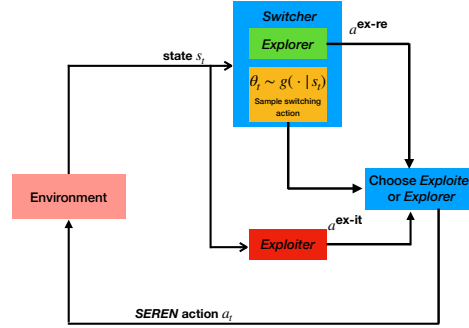 Switcher
Explorer
a^ex-re
state s_t
θ_t ∼ g( · | s_t)
Sample switching
action
Environment
Choose Exploite
or Explorer
a^ex-it
Exploiter
SEREN action a_t